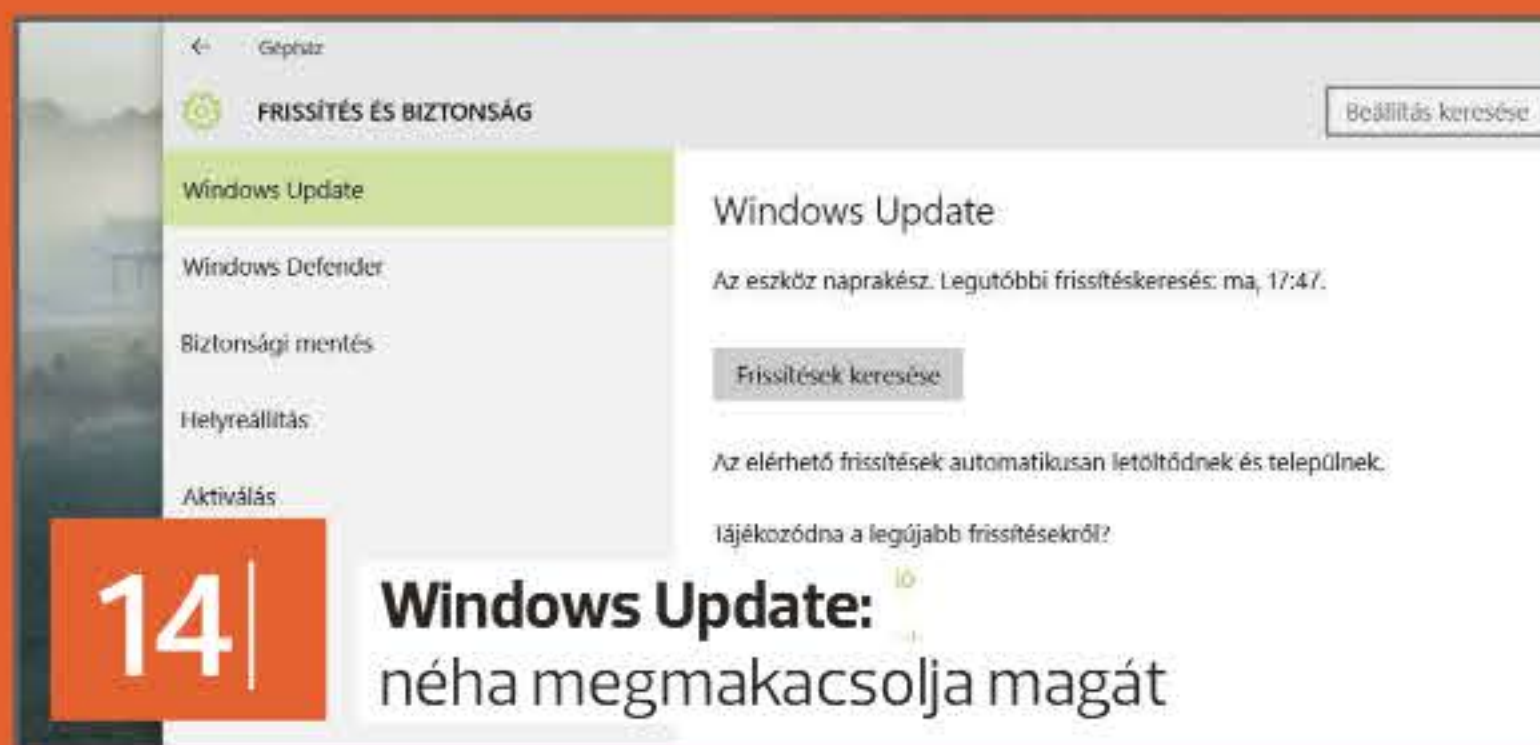 Gépház
FRISSÍTÉS ÉS BIZTONSÁG
Beállítás keresése
Windows Update
Windows Defender
Biztonsági mentés
Helyreállítás
Aktiválás
Windows Update
Az eszköz naprakész. Legutóbbi frissítéskeresés: ma, 17:47.
Frissítések keresése
Az elérhető frissítések automatikusan letöltődnek és települnek.
Tájékozódna a legújabb frissítésekről?
14
Windows Update:
néha megmakacsolja magát